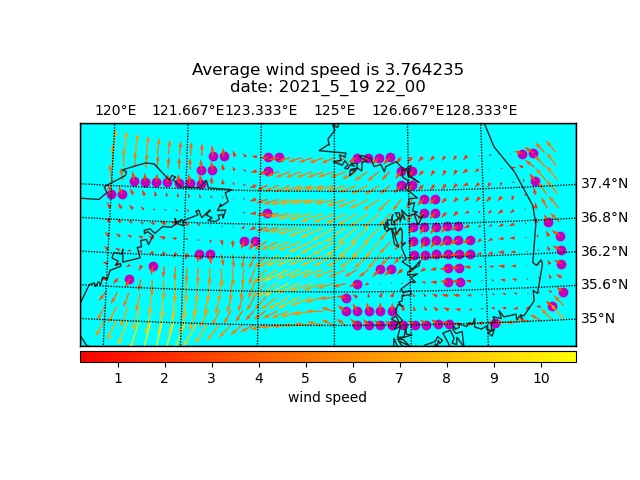 Average wind speed is 3.764235
date: 2021_5_19 22_00
120°E 121.667°E 123.333°E 125°E 126.667°E 128.333°E
37.4°N
36.8°N
36.2°N
35.6°N
35°N
1 2 3 4 5 6 7 8 9 10
wind speed